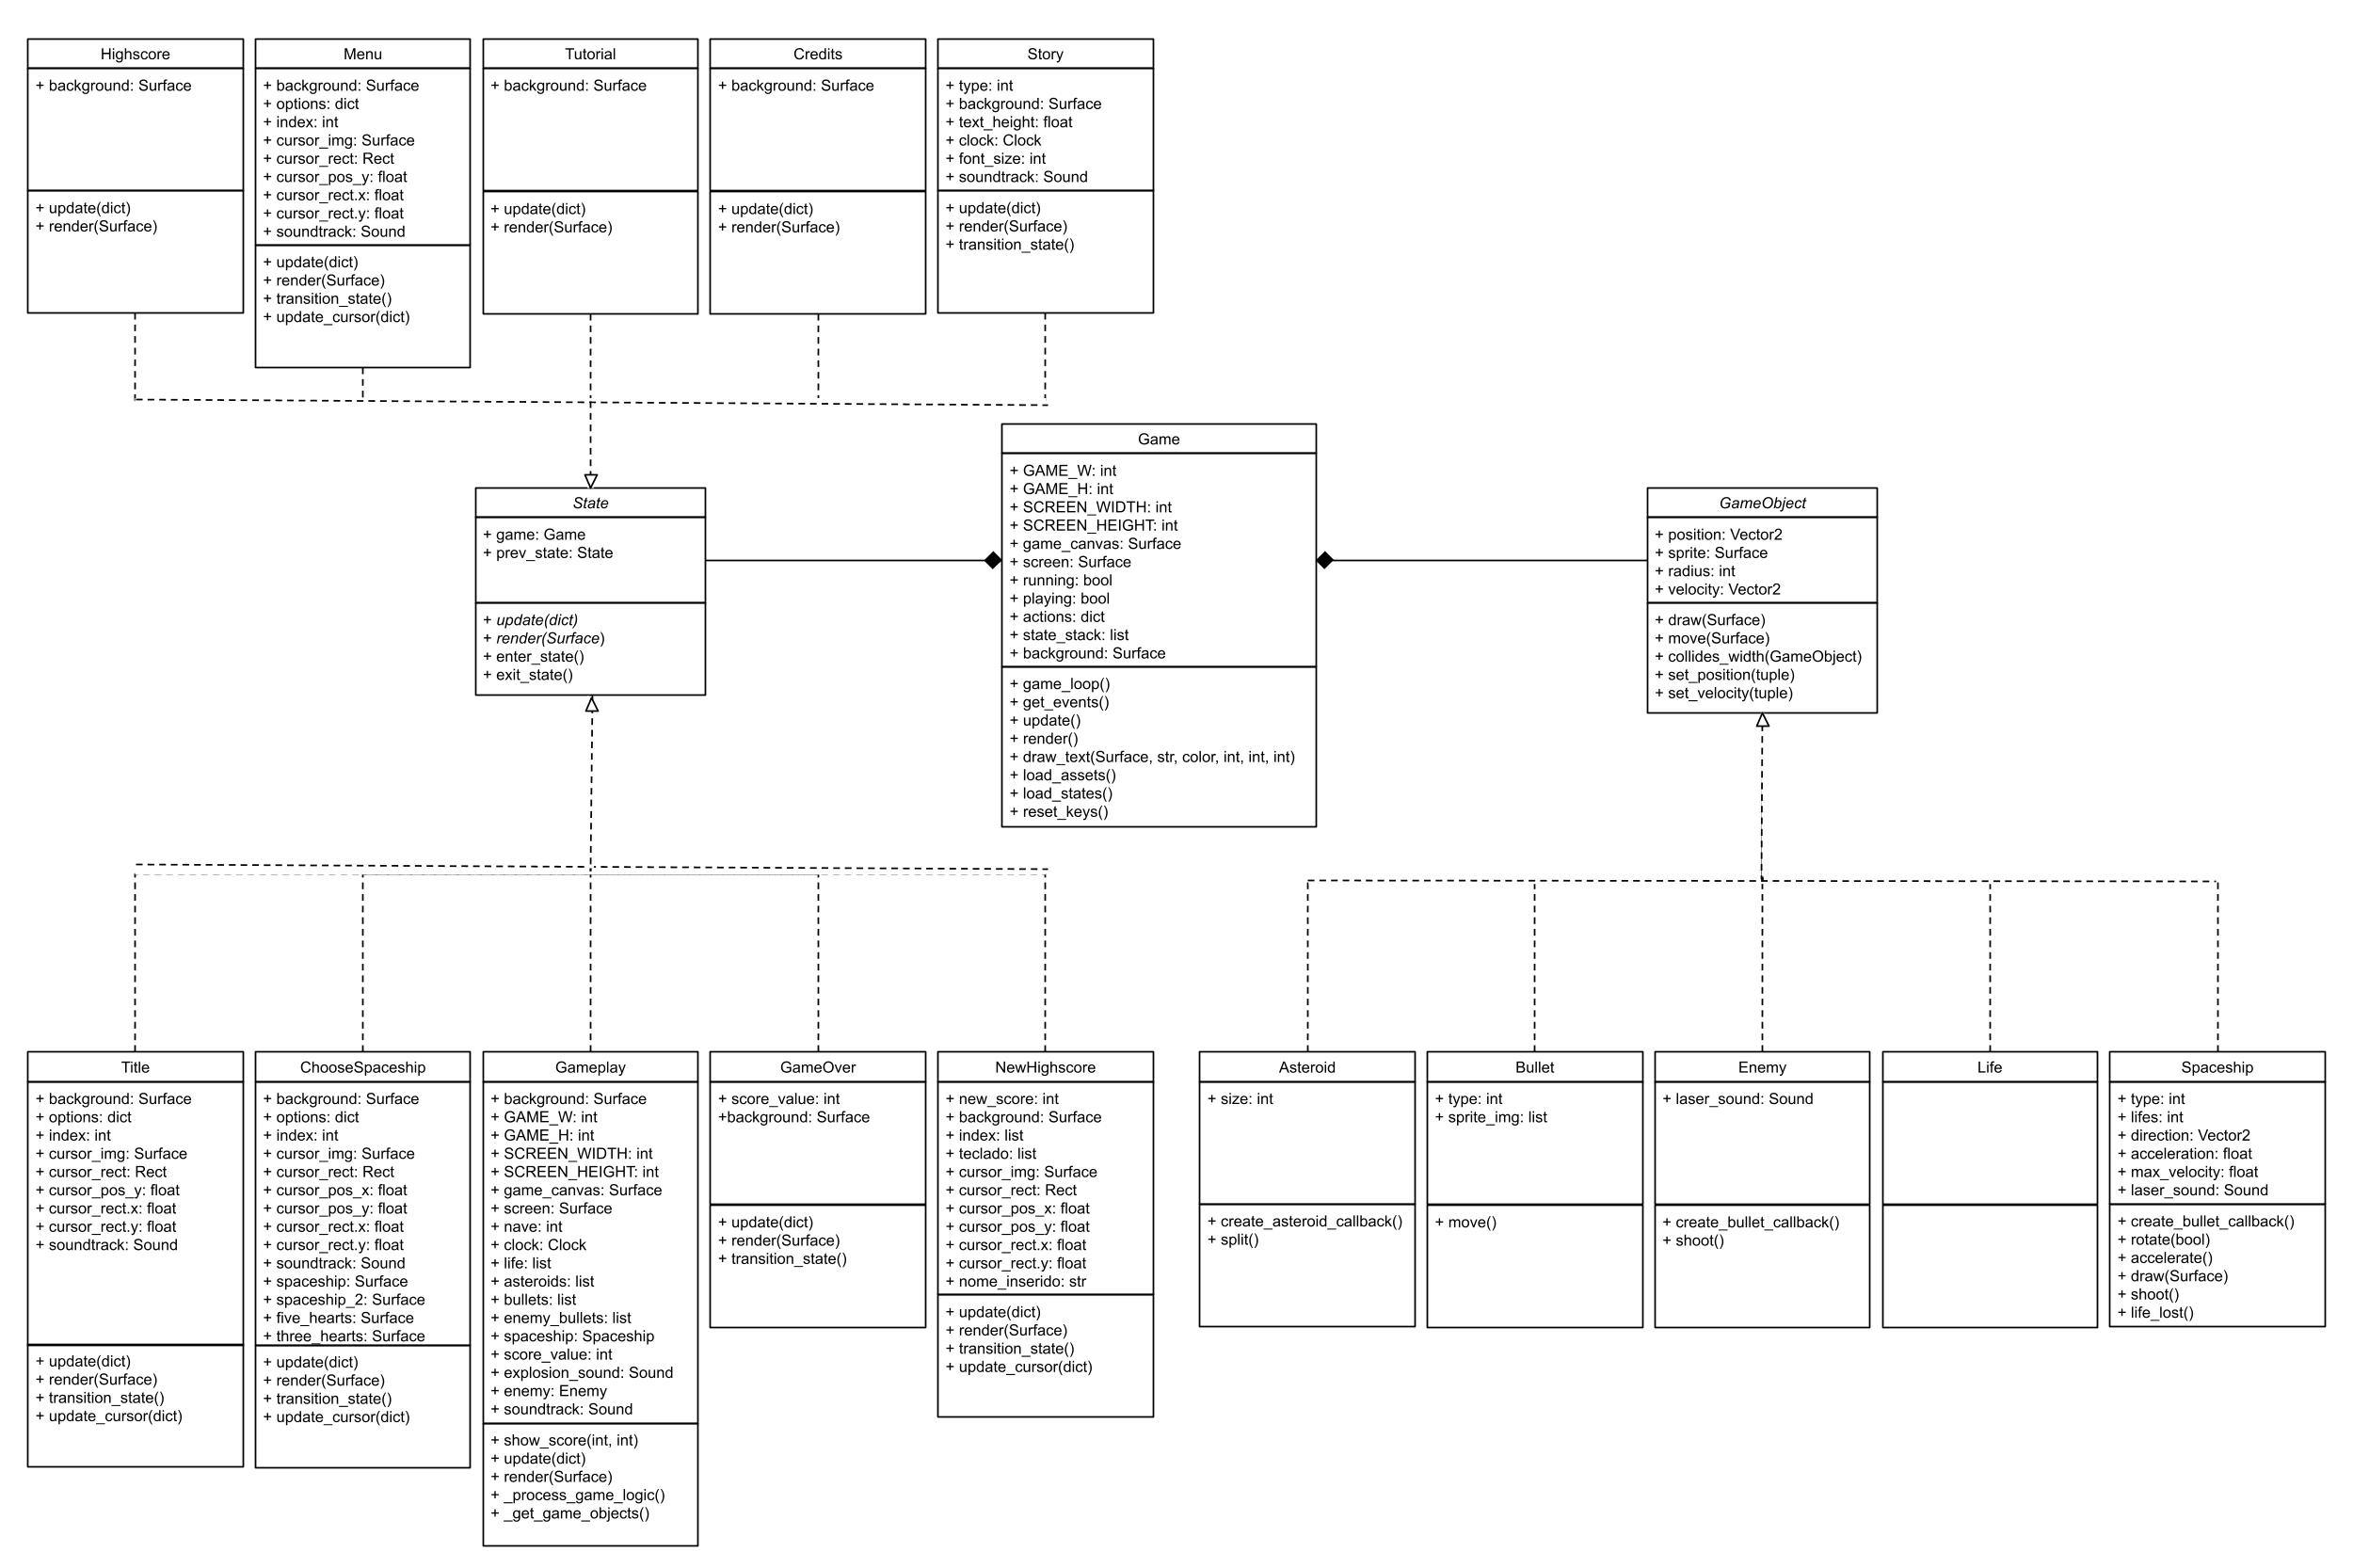 Highscore
+ background: Surface
+ update(dict)
+ render(Surface)
Menu
+ background: Surface
+ options: dict
+ index: int
+ cursor_img: Surface
+ cursor_rect: Rect
+ cursor_pos_y: float
+ cursor_rect.x: float
+ cursor_rect.y: float
+ soundtrack: Sound
+ update(dict)
+ render(Surface)
+ transition_state()
+ update_cursor(dict)
Tutorial
+ background: Surface
+ update(dict)
+ render(Surface)
Credits
+ background: Surface
+ update(dict)
+ render(Surface)
Story
+ type: int
+ background: Surface
+ text_height: float
+ clock: Clock
+ font_size: int
+ soundtrack: Sound
+ update(dict)
+ render(Surface)
+ transition_state()
State
+ game: Game
+ prev_state: State
+ update(dict)
+ render(Surface)
+ enter_state()
+ exit_state()
Game
+ GAME_W: int
+ GAME_H: int
+ SCREEN_WIDTH: int
+ SCREEN_HEIGHT: int
+ game_canvas: Surface
+ screen: Surface
+ running: bool
+ playing: bool
+ actions: dict
+ state_stack: list
+ background: Surface
+ game_loop()
+ get_events()
+ update()
+ render()
+ draw_text(Surface, str, color, int, int, int)
+ load_assets()
+ load_states()
+ reset_keys()
GameObject
+ position: Vector2
+ sprite: Surface
+ radius: int
+ velocity: Vector2
+ draw(Surface)
+ move(Surface)
+ collides_width(GameObject)
+ set_position(tuple)
+ set_velocity(tuple)
Title
+ background: Surface
+ options: dict
+ index: int
+ cursor_img: Surface
+ cursor_rect: Rect
+ cursor_pos_y: float
+ cursor_rect.x: float
+ cursor_rect.y: float
+ soundtrack: Sound
+ update(dict)
+ render(Surface)
+ transition_state()
+ update_cursor(dict)
ChooseSpaceship
+ background: Surface
+ options: dict
+ index: int
+ cursor_img: Surface
+ cursor_rect: Rect
+ cursor_pos_x: float
+ cursor_pos_y: float
+ cursor_rect.x: float
+ cursor_rect.y: float
+ soundtrack: Sound
+ spaceship: Surface
+ spaceship_2: Surface
+ five_hearts: Surface
+ three_hearts: Surface
+ update(dict)
+ render(Surface)
+ transition_state()
+ update_cursor(dict)
Gameplay
+ background: Surface
+ GAME_W: int
+ GAME_H: int
+ SCREEN_WIDTH: int
+ SCREEN_HEIGHT: int
+ game_canvas: Surface
+ screen: Surface
+ nave: int
+ clock: Clock
+ life: list
+ asteroids: list
+ bullets: list
+ enemy_bullets: list
+ spaceship: Spaceship
+ score_value: int
+ explosion_sound: Sound
+ enemy: Enemy
+ soundtrack: Sound
+ show_score(int, int)
+ update(dict)
+ render(Surface)
+ _process_game_logic()
+ _get_game_objects()
GameOver
+ score_value: int
+background: Surface
+ update(dict)
+ render(Surface)
+ transition_state()
NewHighscore
+ new_score: int
+ background: Surface
+ index: list
+ teclado: list
+ cursor_img: Surface
+ cursor_rect: Rect
+ cursor_pos_x: float
+ cursor_pos_y: float
+ cursor_rect.x: float
+ cursor_rect.y: float
+ nome_inserido: str
+ update(dict)
+ render(Surface)
+ transition_state()
+ update_cursor(dict)
Asteroid
+ size: int
+ create_asteroid_callback()
+ split()
Bullet
+ type: int
+ sprite_img: list
+ move()
Enemy
+ laser_sound: Sound
+ create_bullet_callback()
+ shoot()
Life
Spaceship
+ type: int
+ lifes: int
+ direction: Vector2
+ acceleration: float
+ max_velocity: float
+ laser_sound: Sound
+ create_bullet_callback()
+ rotate(bool)
+ accelerate()
+ draw(Surface)
+ shoot()
+ life_lost()